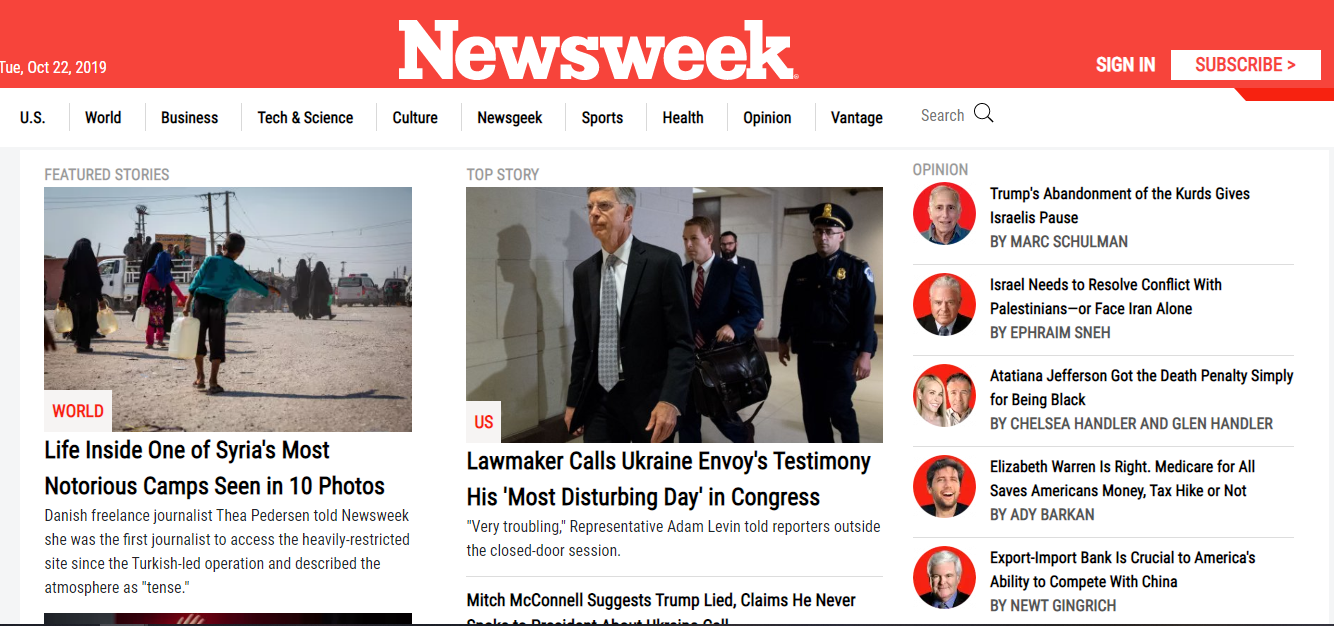 Newsweek
Tue, Oct 22, 2019
SIGN IN
SUBSCRIBE >
U.S.
World
Business
Tech & Science
Culture
Newsgeek
Sports
Health
Opinion
Vantage
Search
FEATURED STORIES
WORLD
Life Inside One of Syria's Most
Notorious Camps Seen in 10 Photos
Danish freelance journalist Thea Pedersen told Newsweek
she was the first journalist to access the heavily-restricted
site since the Turkish-led operation and described the
atmosphere as "tense."
TOP STORY
US
Lawmaker Calls Ukraine Envoy's Testimony
His 'Most Disturbing Day' in Congress
"Very troubling," Representative Adam Levin told reporters outside
the closed-door session.
Mitch McConnell Suggests Trump Lied, Claims He Never
Spoke to President About Ukraine Call
OPINION
Trump's Abandonment of the Kurds Gives
Israelis Pause
BY MARC SCHULMAN
Israel Needs to Resolve Conflict With
Palestinians—or Face Iran Alone
BY EPHRAIM SNEH
Atatiana Jefferson Got the Death Penalty Simply
for Being Black
BY CHELSEA HANDLER AND GLEN HANDLER
Elizabeth Warren Is Right. Medicare for All
Saves Americans Money, Tax Hike or Not
BY ADY BARKAN
Export-Import Bank Is Crucial to America's
Ability to Compete With China
BY NEWT GINGRICH